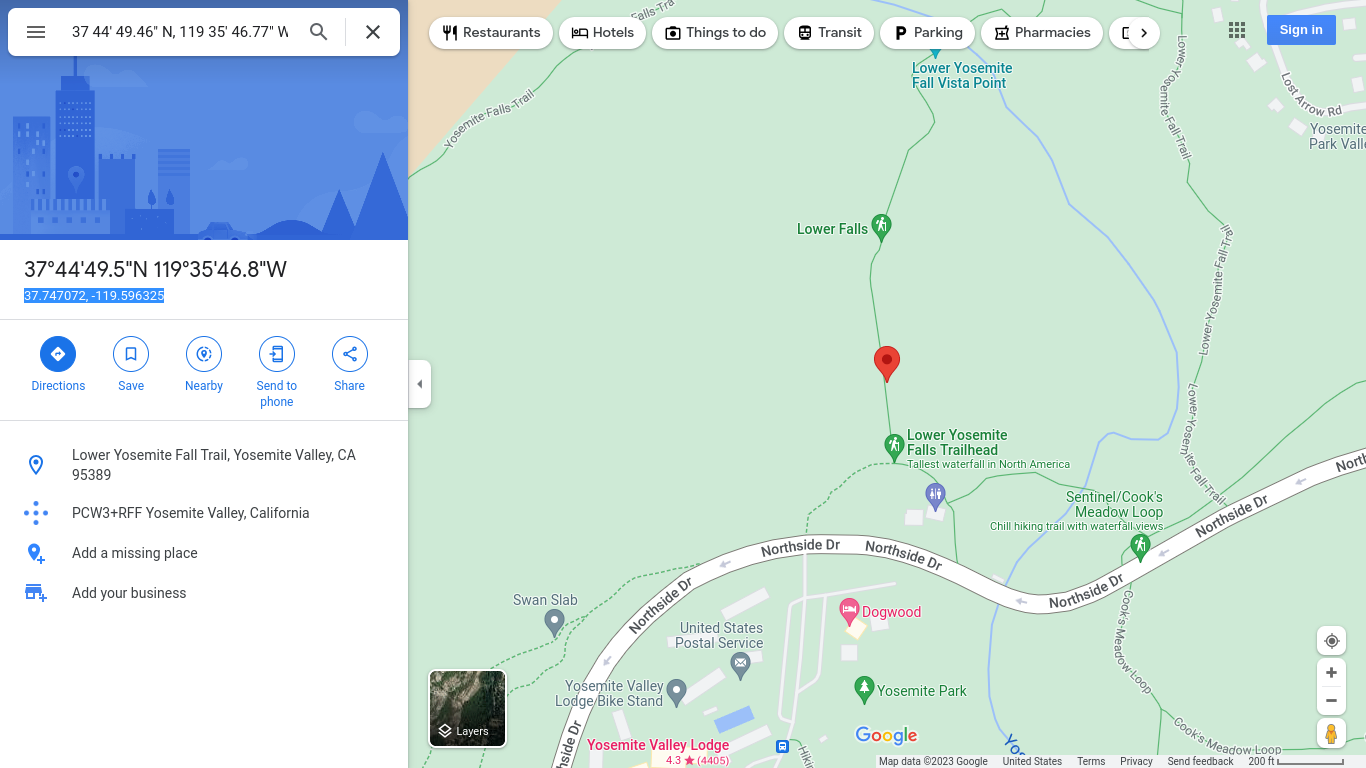 37 44' 49.46" N, 119 35' 46.77" W
Restaurants
Hotels
Things to do
Transit
Parking
Pharmacies
Sign in
37°44'49.5"N 119°35'46.8"W
37.747072, -119.596325
Directions
Save
Nearby
Send to
phone
Share
Lower Yosemite Fall Trail, Yosemite Valley, CA
95389
PCW3+RFF Yosemite Valley, California
Add a missing place
Add your business
Yosemite-Falls-Trail
Lower Yosemite
Fall Vista Point
Lower-Yosemite-Fall-Trail
Lost Arrow Rd
Yosemite
Lower Falls
Lower-Yosemite-Fall-Trail
Lower Yosemite
Falls Trailhead
Tallest waterfall in North America
Lower-Yosemite-Fall-Trail
Sentinel/Cook's
Meadow Loop
Chill hiking trail with waterfall views
Northside Dr
Northside Dr
Northside Dr
Northside Dr
Northside Dr
Swan Slab
United States
Postal Service
Dogwood
Cook's-Meadow-Loop
Yosemite Valley
Lodge Bike Stand
Yosemite Park
Layers
Google
Yosemite Valley Lodge
4.3 ★ (4405)
Cook's-Meadow-Loop
Map data ©2023 Google
United States
Terms
Privacy
Send feedback
200 ft